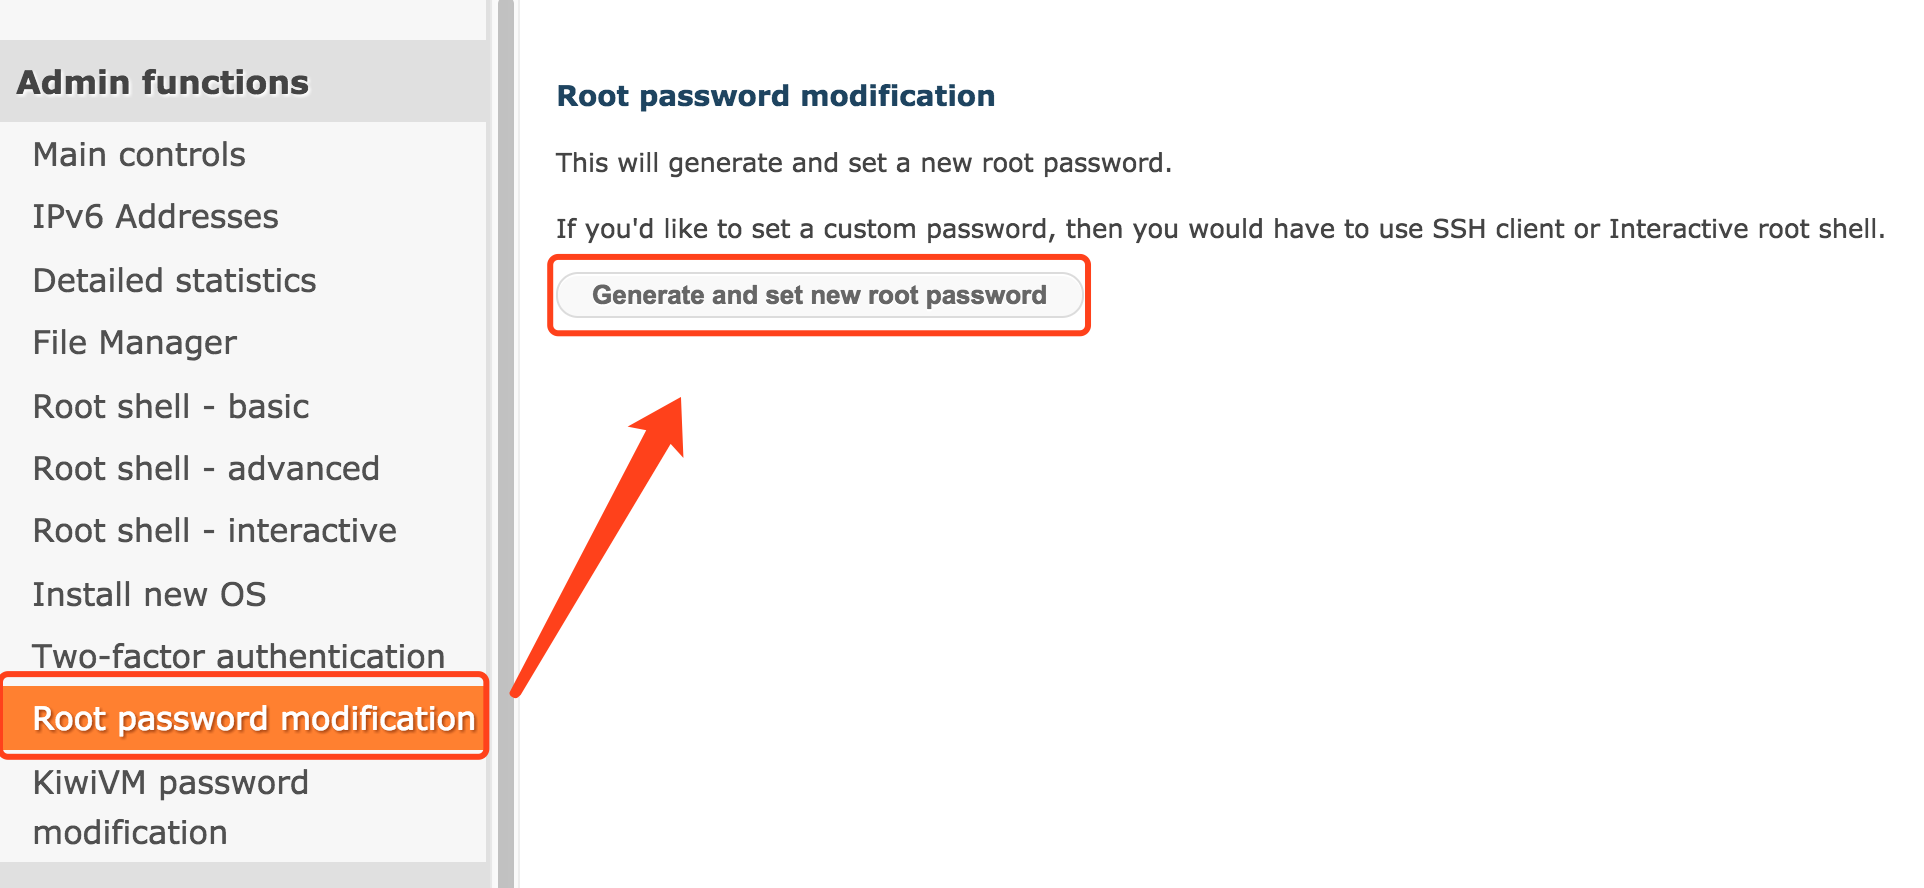 Admin functions
Main controls
IPv6 Addresses
Detailed statistics
File Manager
Root shell - basic
Root shell - advanced
Root shell - interactive
Install new OS
Two-factor authentication
Root password modification
KiwiVM password
modification
Root password modification
This will generate and set a new root password.
If you'd like to set a custom password, then you would have to use SSH client or Interactive root shell.
Generate and set new root password